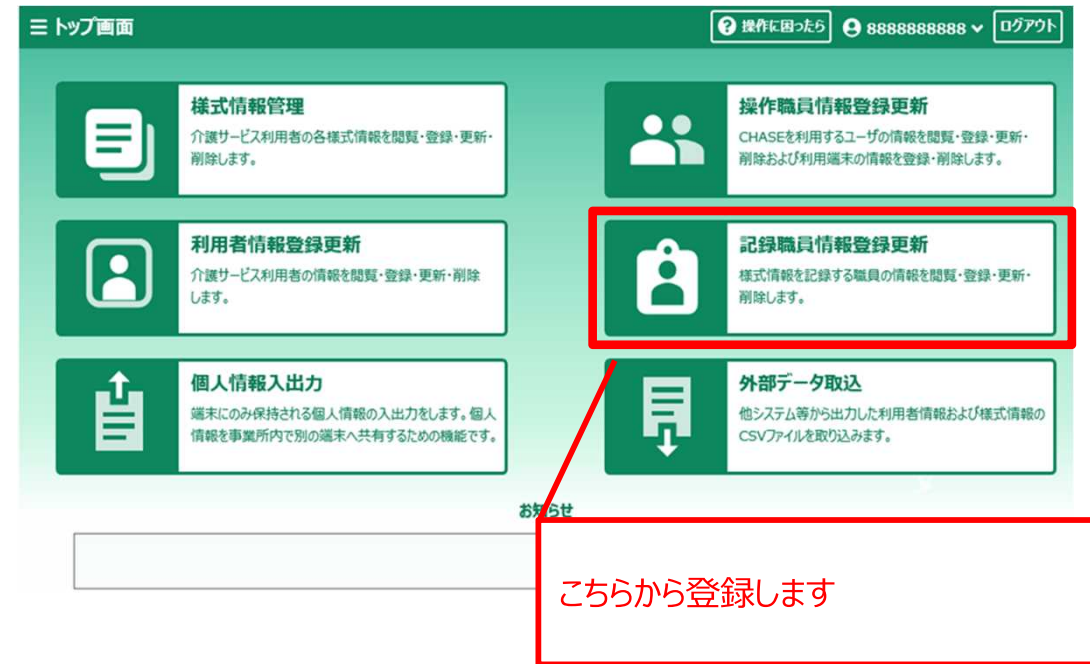 トップ画面
操作に困ったら
8888888888
ログアウト
様式情報管理
介護サービス利用者の各様式情報を閲覧・登録・更新・
削除します。
操作職員情報登録更新
CHASEを利用するユーザの情報を閲覧・登録・更新・
削除および利用端末の情報を登録・削除します。
利用者情報登録更新
介護サービス利用者の情報を閲覧・登録・更新・削除
します。
記録職員情報登録更新
様式情報を記録する職員の情報を閲覧・登録・更新・
削除します。
個人情報入出力
端末にのみ保持される個人情報の入出力をします。個人
情報を事業所内で別の端末へ共有するための機能です。
外部データ取込
他システム等から出力した利用者情報および様式情報の
CSVファイルを取り込みます。
お知らせ
こちらから登録します